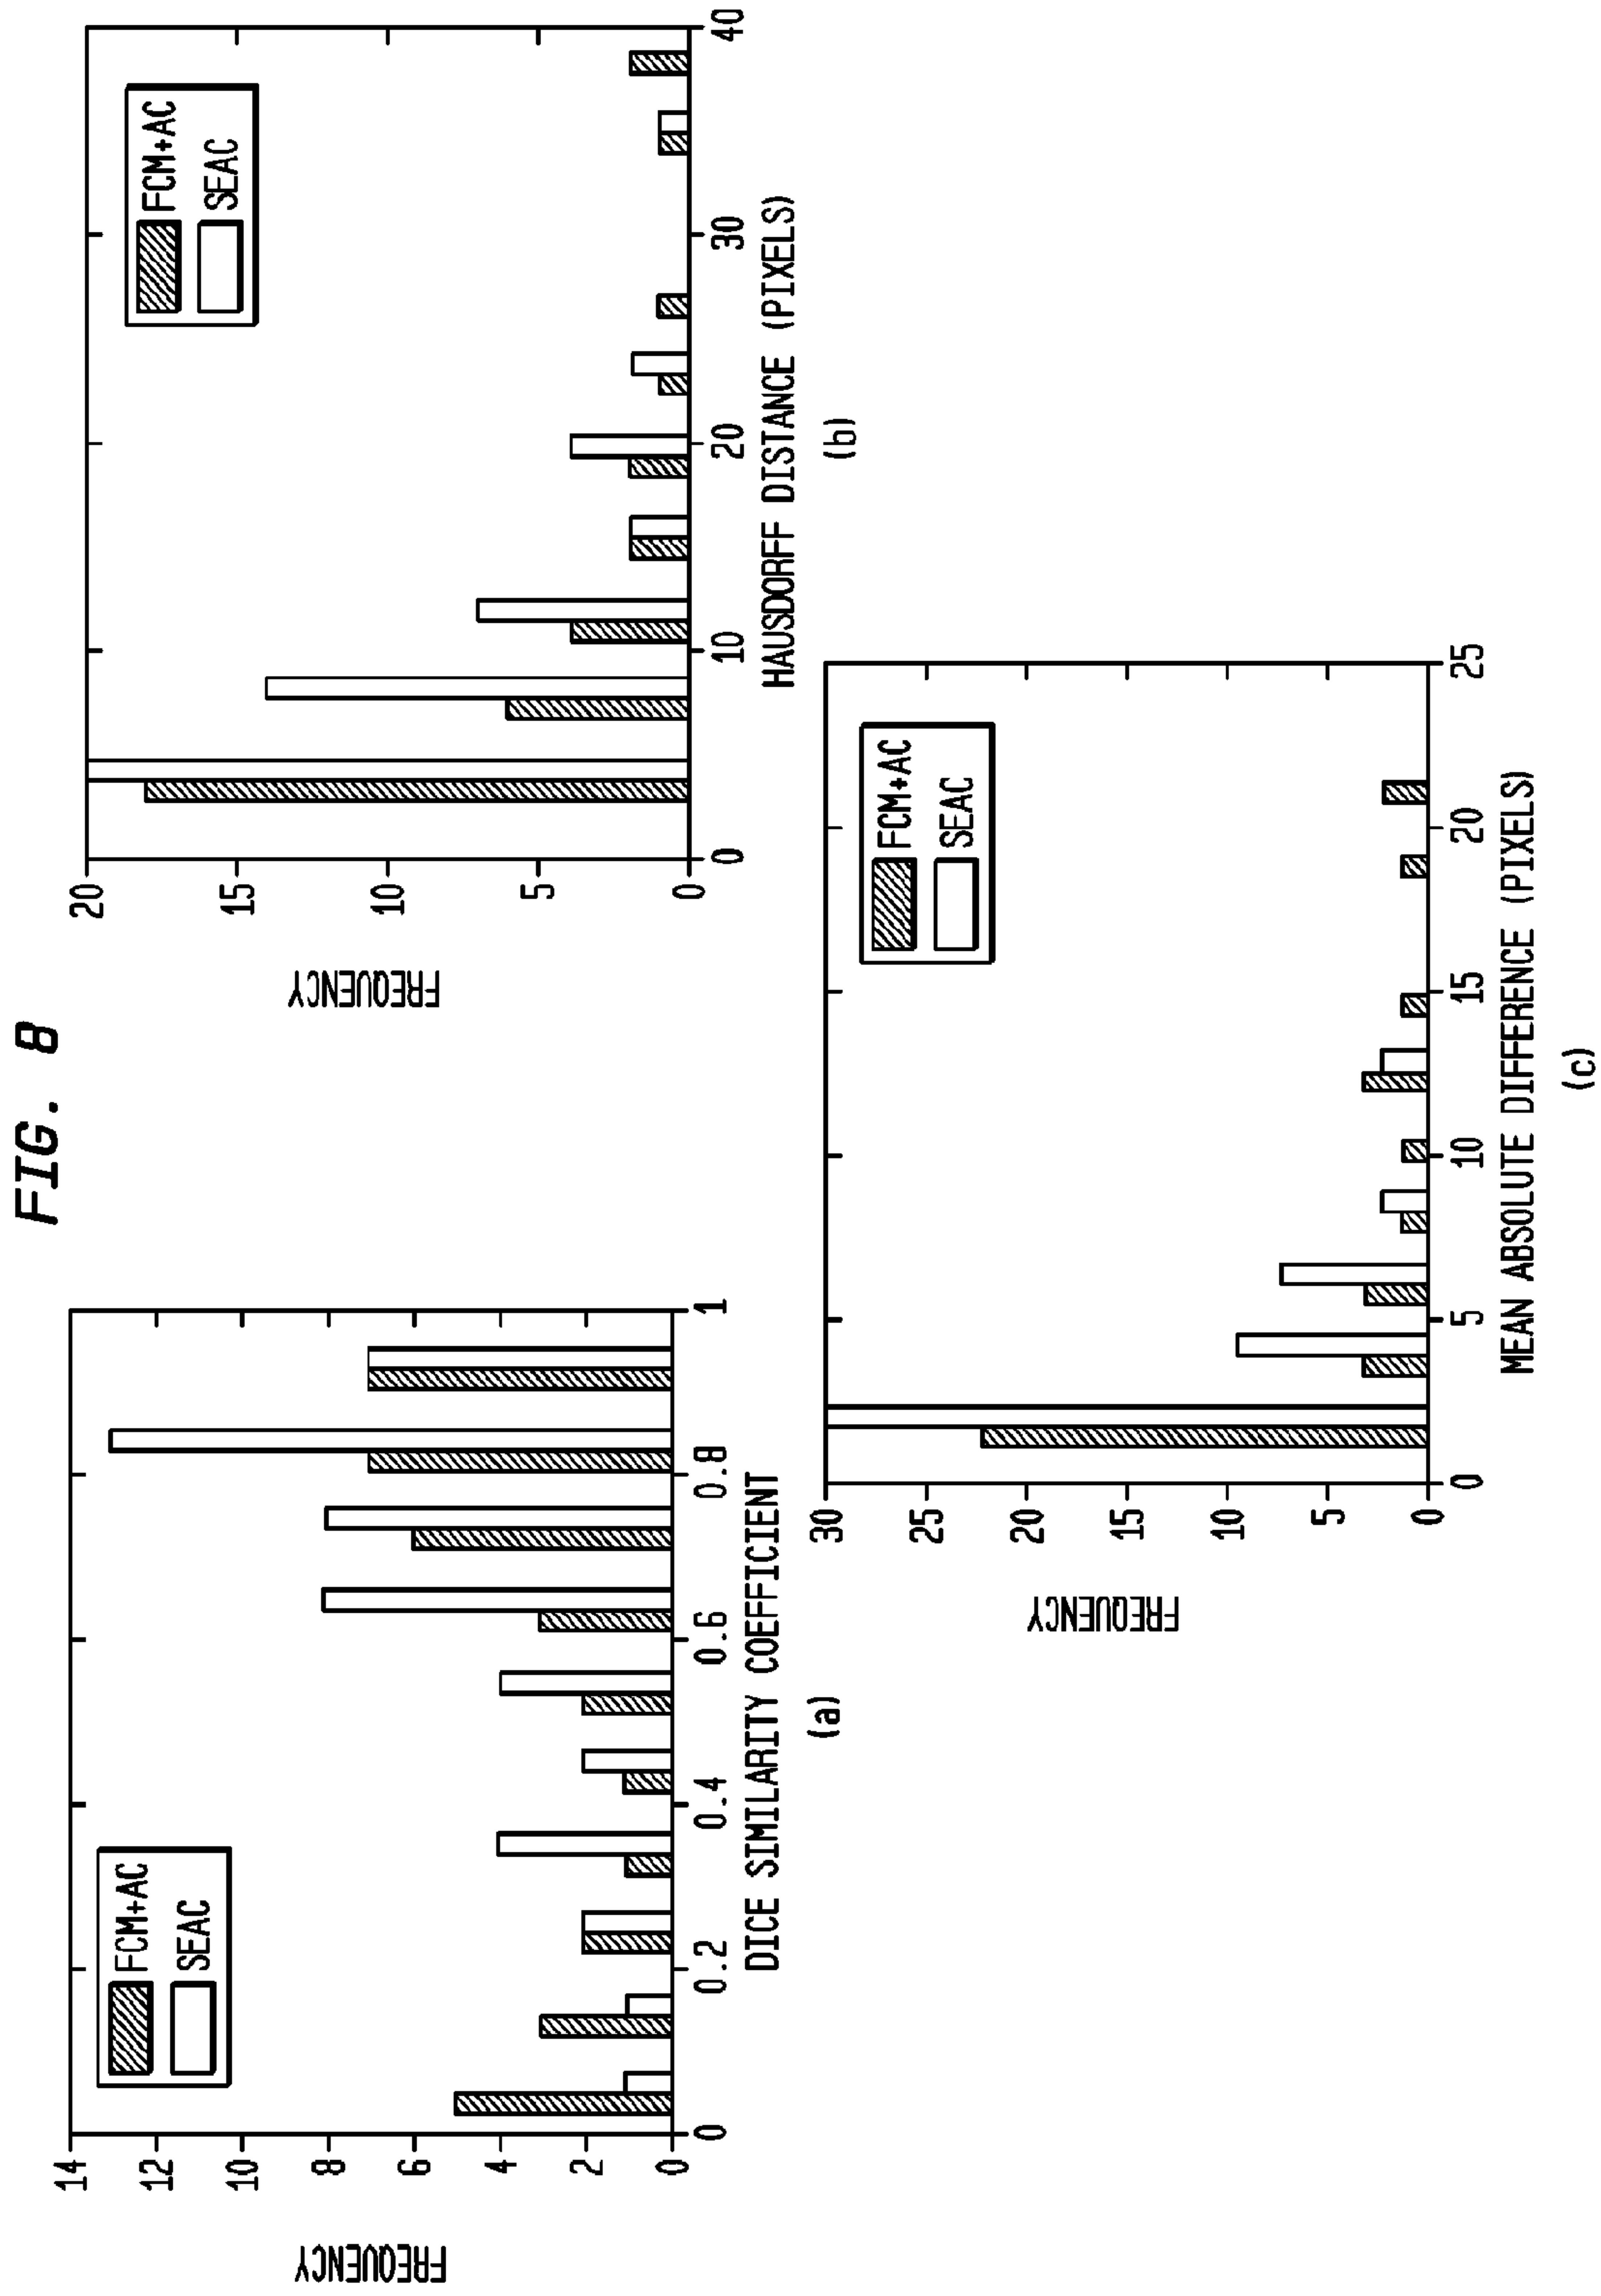 FIG. 8
FREQUENCY
14
12
10
8
6
4
2
0
FCM+AC
SEAC
0
0.2
0.4
0.6
0.8
1
DICE SIMILARITY COEFFICIENT
(a)
FREQUENCY
20
15
10
5
0
FCM+AC
SEAC
0
10
20
30
40
HAUSDORFF DISTANCE (PIXELS)
(b)
FREQUENCY
30
25
20
15
10
5
0
FCM+AC
SEAC
0
5
10
15
20
25
MEAN ABSOLUTE DIFFERENCE (PIXELS)
(c)